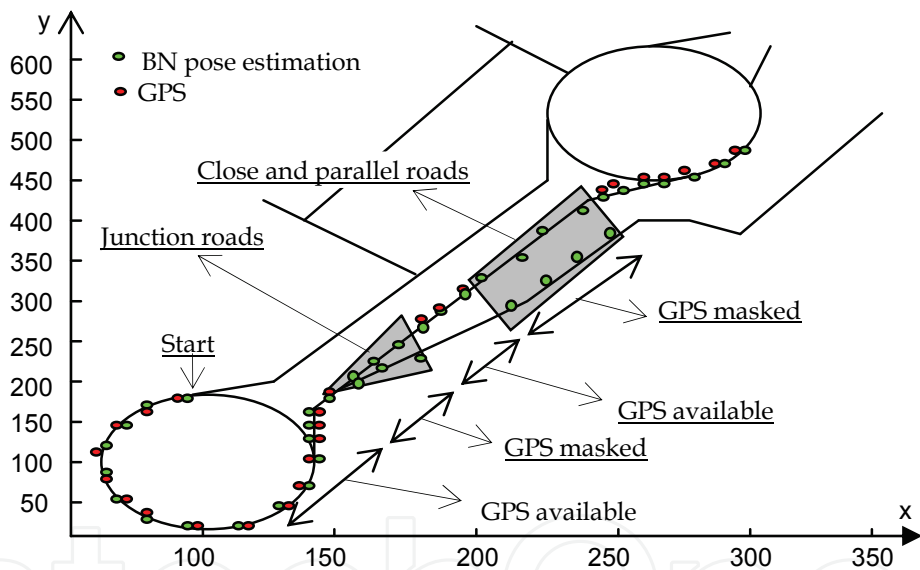 y
600
550
500
450
400
350
300
250
200
150
100
50
BN pose estimation
GPS
Close and parallel roads
Junction roads
Start
GPS masked
GPS available
GPS masked
GPS available
x
100
150
200
250
300
350